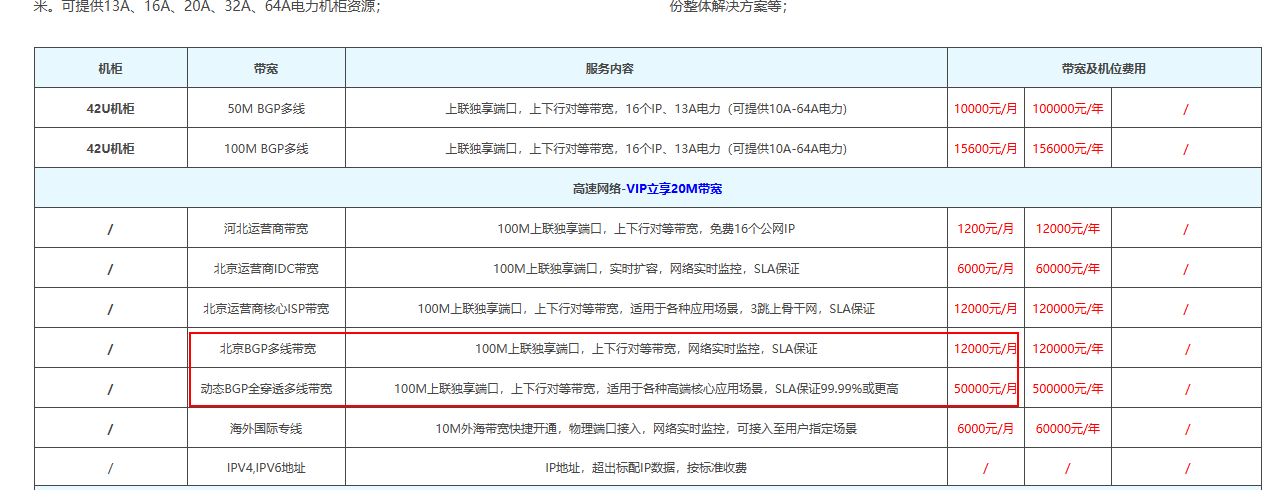 米。可提供13A、16A、20A、32A、64A电力机柜资源；
份整体解决方案等；
机柜 带宽 服务内容 带宽及机位费用
42U机柜 50M BGP多线 上联独享端口，上下行对等带宽，16个IP、13A电力（可提供10A-64A电力) 10000元/月 100000元/年 /
42U机柜 100M BGP多线 上联独享端口，上下行对等带宽，16个IP、13A电力（可提供10A-64A电力) 15600元/月 156000元/年 /
高速网络-VIP立享20M带宽
/ 河北运营商带宽 100M上联独享端口，上下行对等带宽，免费16个公网IP 1200元/月 12000元/年 /
/ 北京运营商IDC带宽 100M上联独享端口，实时扩容，网络实时监控，SLA保证 6000元/月 60000元/年 /
/ 北京运营商核心ISP带宽 100M上联独享端口，上下行对等带宽，适用于各种应用场景，3跳上骨干网，SLA保证 12000元/月 120000元/年 /
/ 北京BGP多线带宽 100M上联独享端口，上下行对等带宽，网络实时监控，SLA保证 12000元/月 120000元/年 /
/ 动态BGP全穿透多线带宽 100M上联独享端口，上下行对等带宽，适用于各种高端核心应用场景，SLA保证99.99%或更高 50000元/月 500000元/年 /
/ 海外国际专线 10M外海带宽快捷开通，物理端口接入，网络实时监控，可接入至用户指定场景 6000元/月 60000元/年 /
/ IPV4,IPV6地址 IP地址，超出标配IP数据，按标准收费 / / /